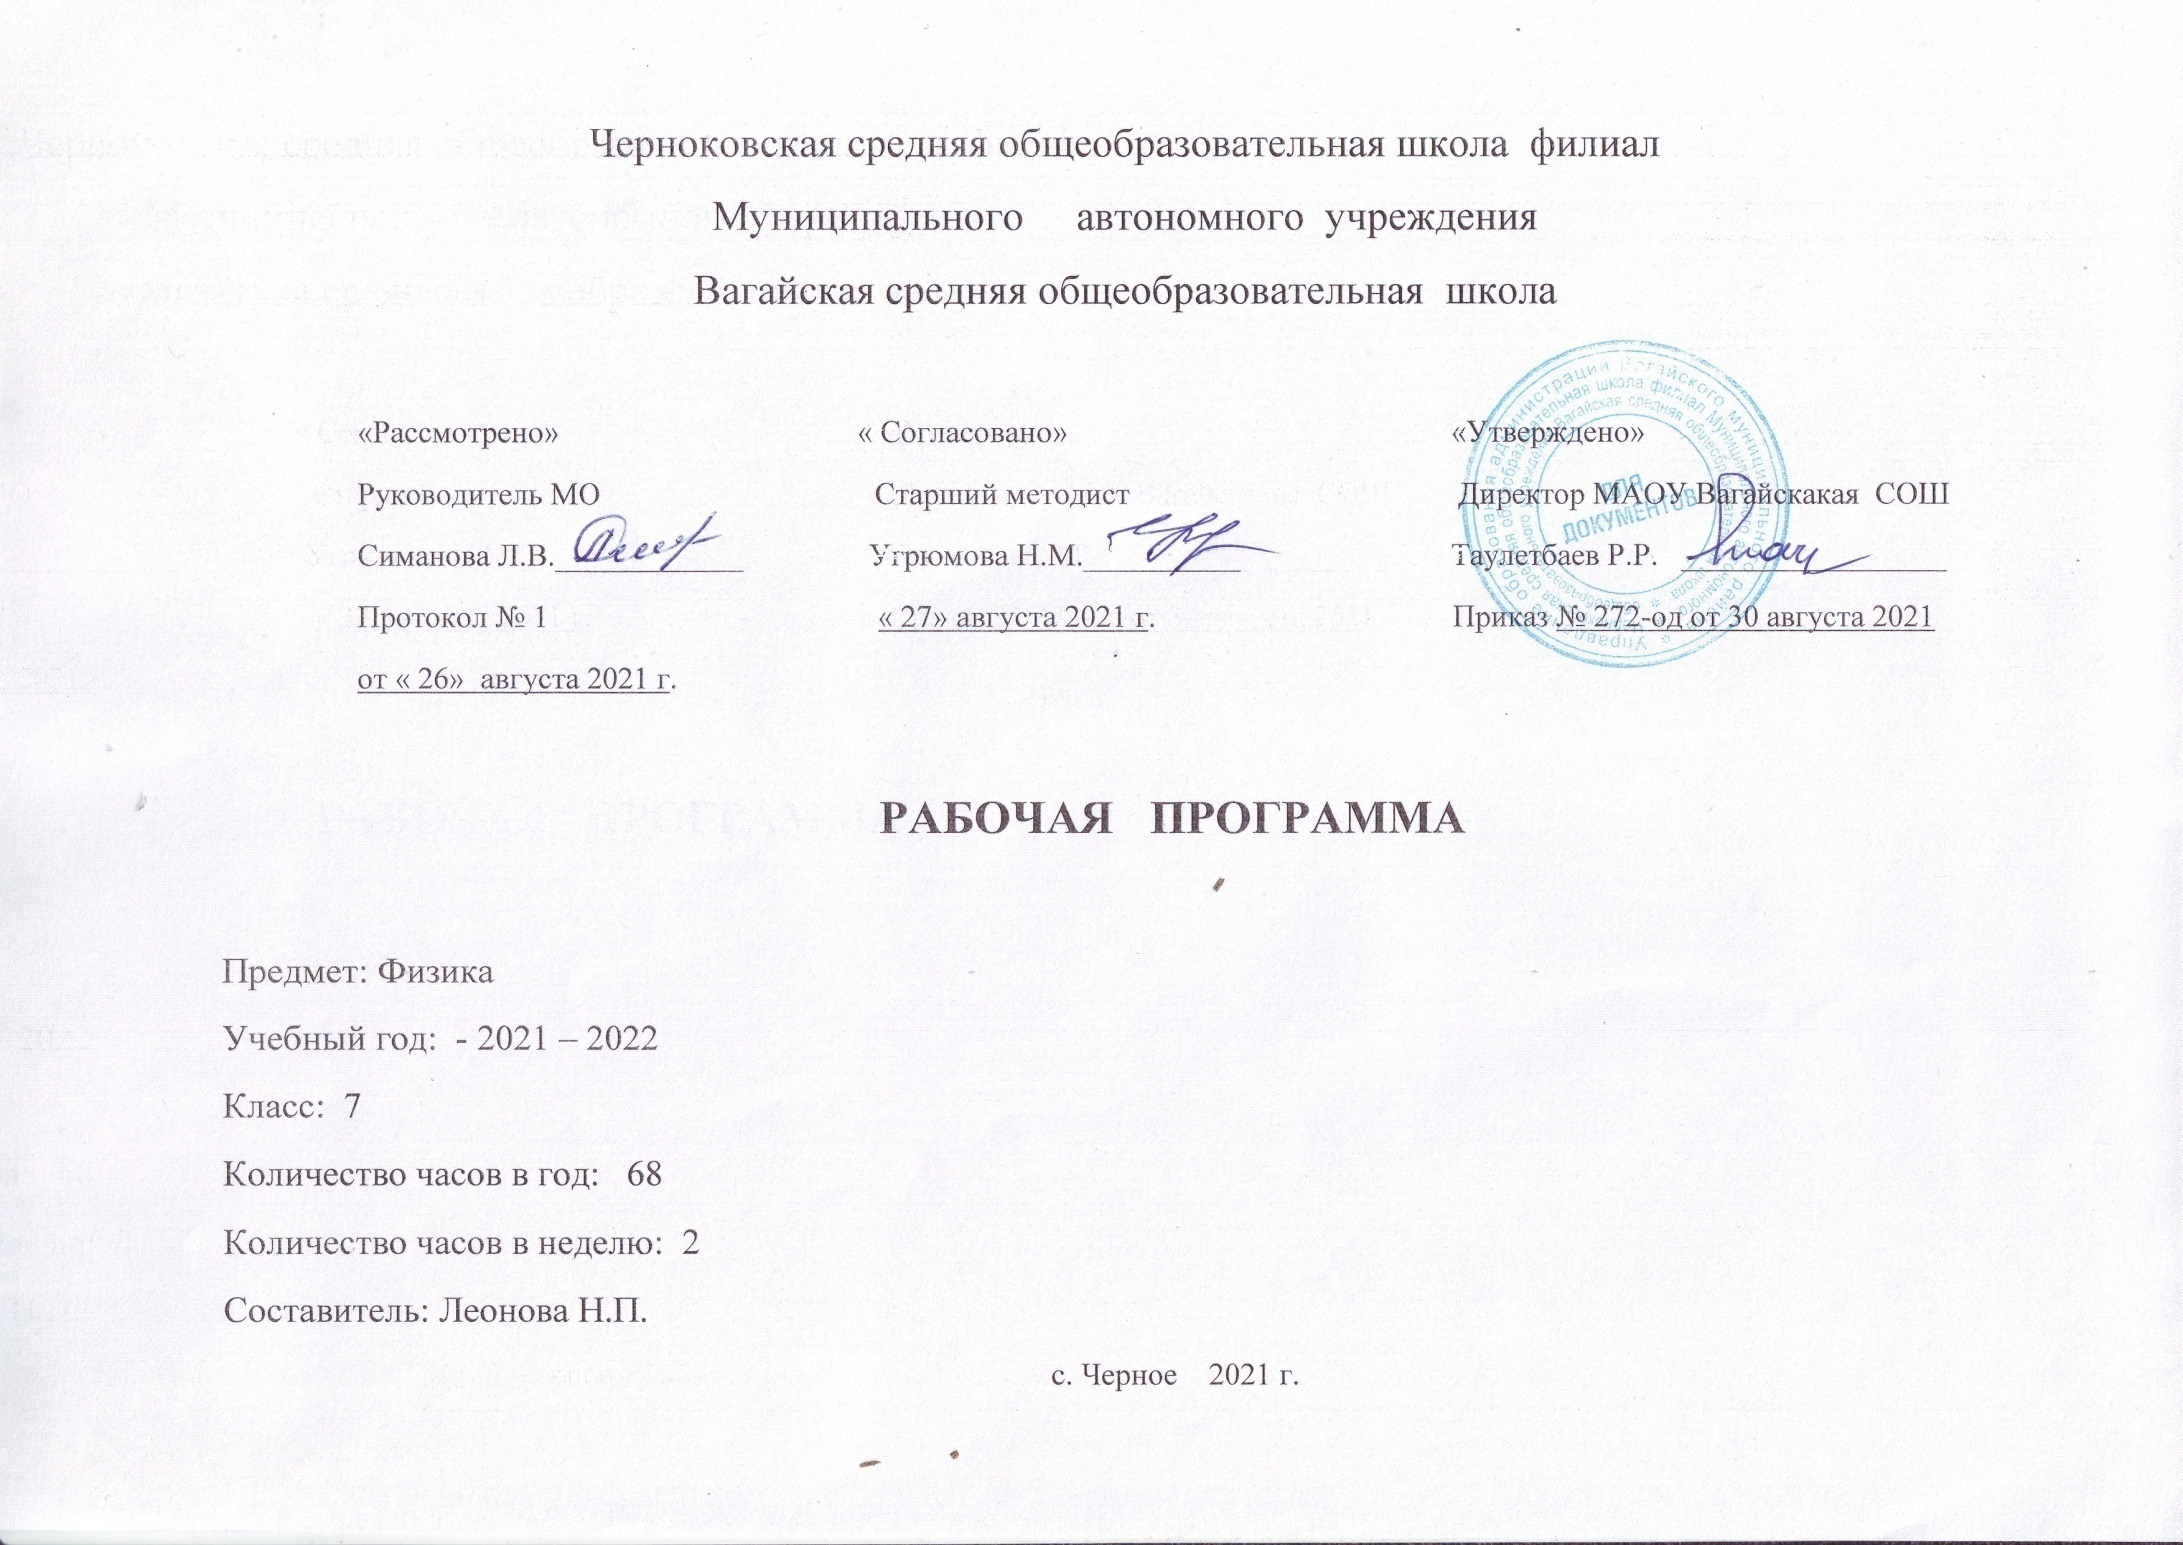 Черноковская средняя общеобразовательная школа филиал
Муниципального автономного учреждения
Вагайская средняя общеобразовательная школа
«Рассмотрено» « Согласовано» «Утверждено»
Руководитель МО Старший методист Директор МАОУ Вагайскакая СОШ
Симанова Л.В. Угрюмова Н.М. Таулетбаев Р.Р.
Протокол № 1 « 27» августа 2021 г. Приказ № 272-од от 30 августа 2021
от « 26» августа 2021 г.
ДЛЯ
ДОКУМЕНТОВ
РАБОЧАЯ ПРОГРАММА
Предмет: Физика
Учебный год: - 2021 – 2022
Класс: 7
Количество часов в год: 68
Количество часов в неделю: 2
Составитель: Леонова Н.П.
с. Черное 2021 г.